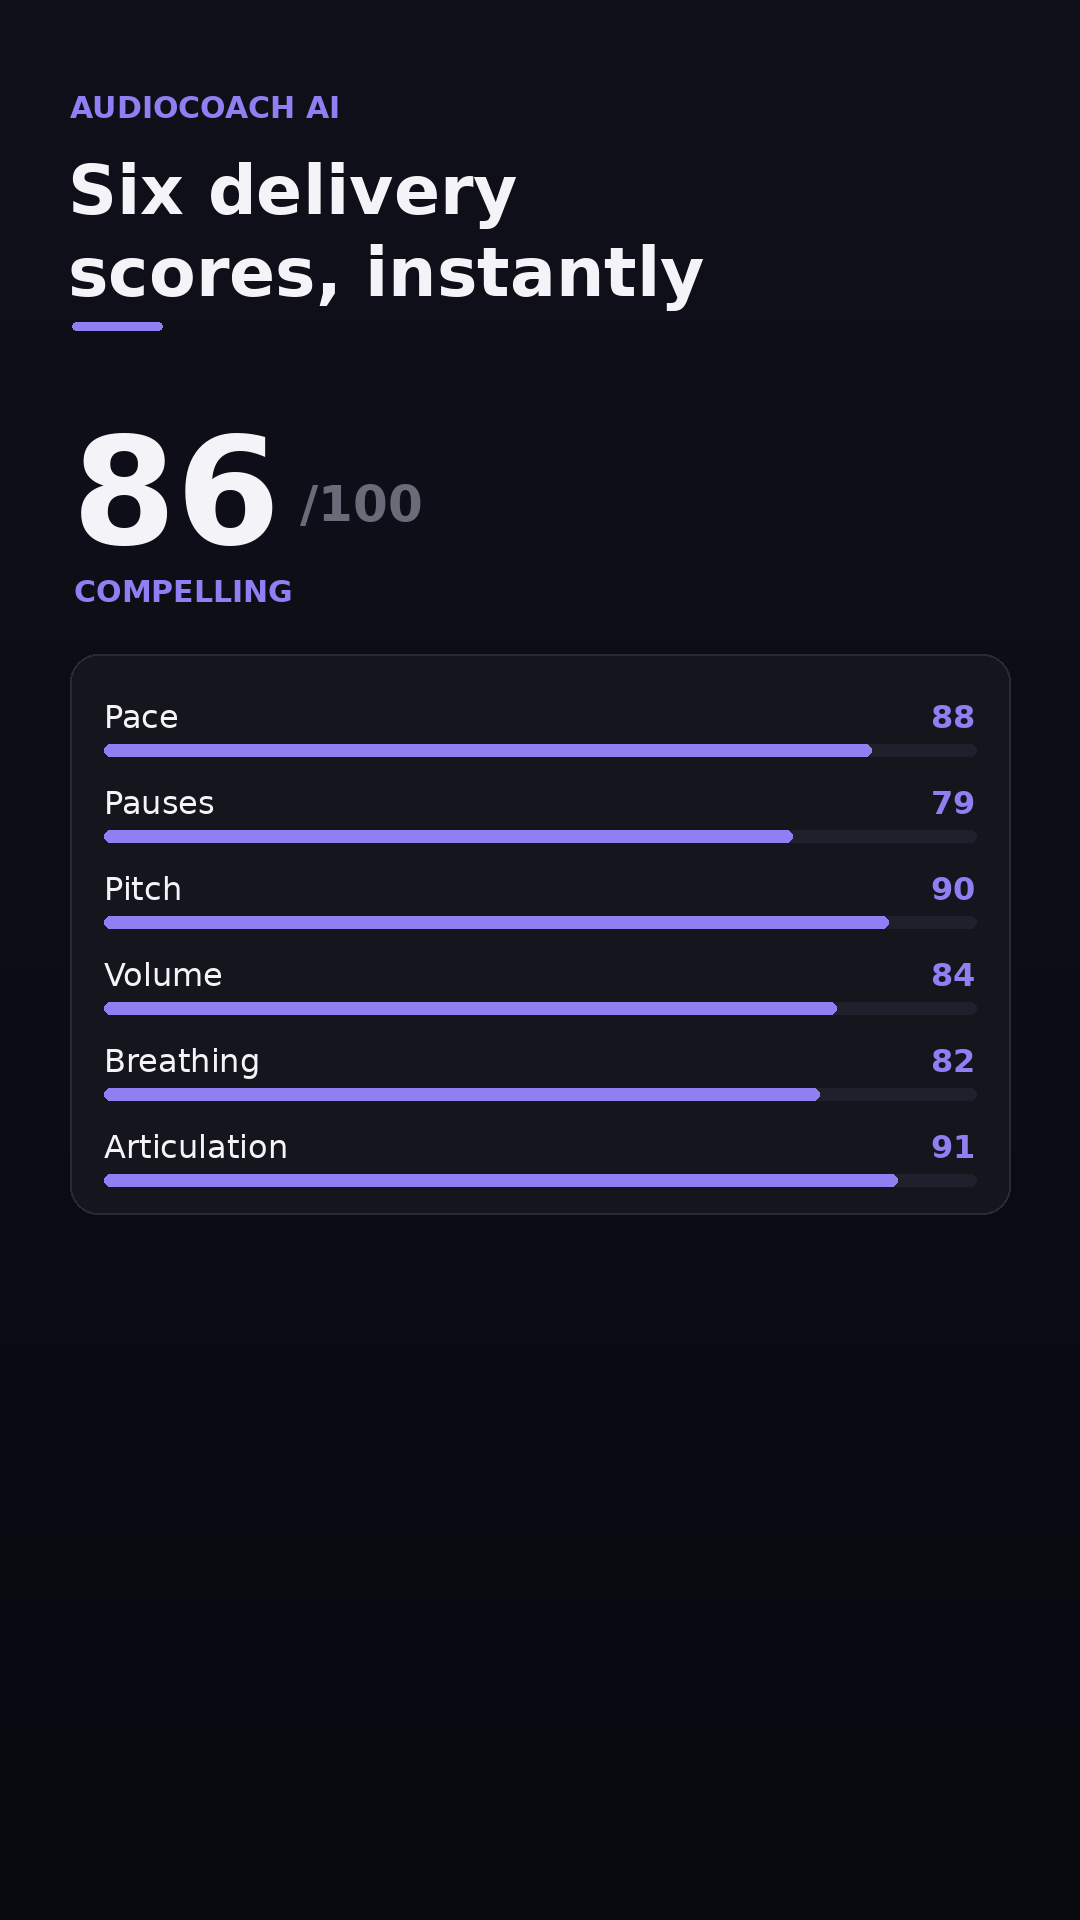 AUDIOCOACH AI
Six delivery
scores, instantly
86 /100
COMPELLING
Pace 88
Pauses 79
Pitch 90
Volume 84
Breathing 82
Articulation 91